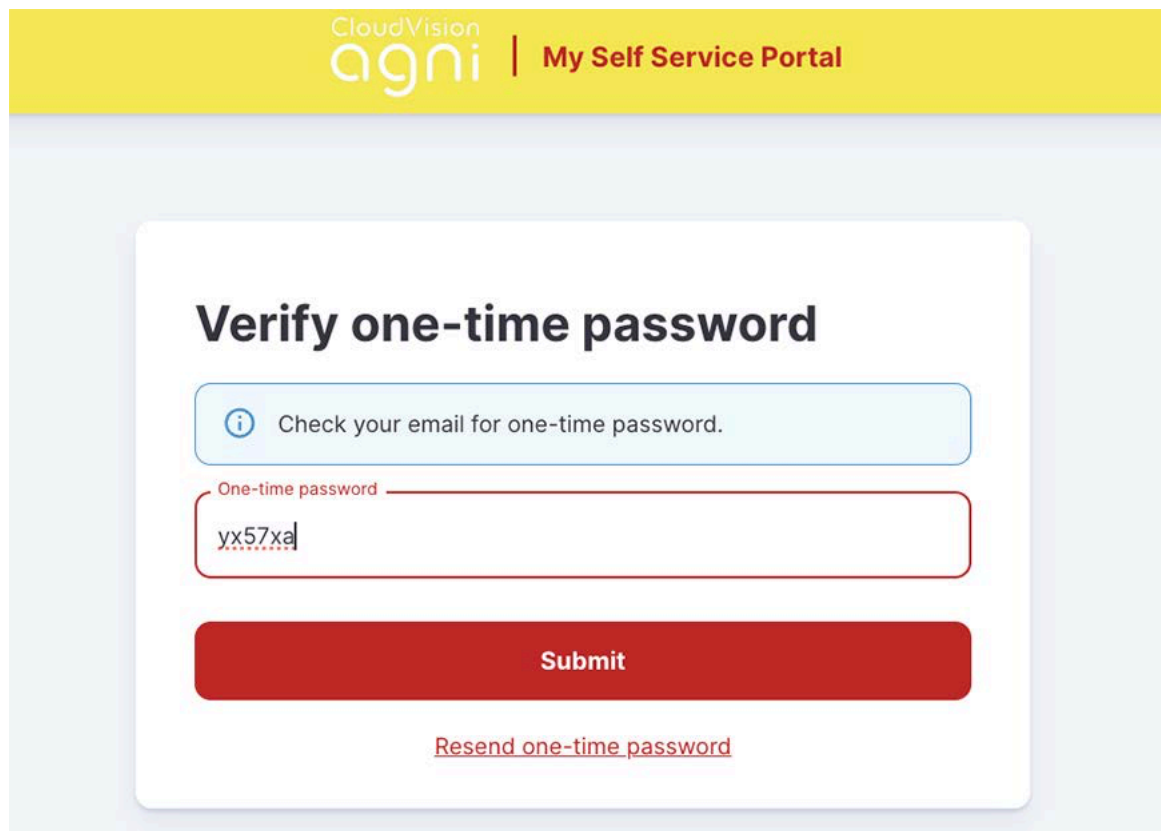 CloudVision
agni | My Self Service Portal
Verify one-time password
Check your email for one-time password.
One-time password
yx57xa
Submit
Resend one-time password